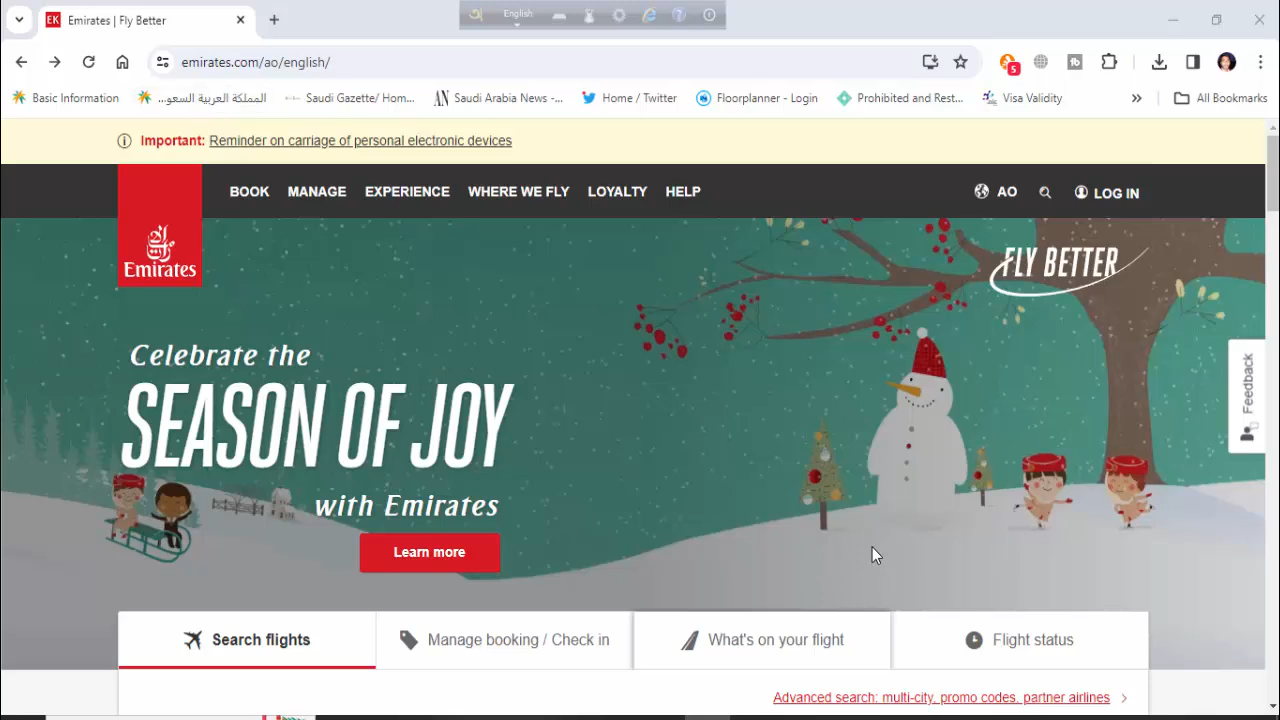 Emirates | Fly Better
English
emirates.com/ao/english/
5
Basic Information
المملكة العربية السعو...
Saudi Gazette/ Hom...
AN Saudi Arabia News -...
Home / Twitter
Floorplanner - Login
Prohibited and Rest...
Visa Validity
All Bookmarks
Important: Reminder on carriage of personal electronic devices
BOOK
MANAGE
EXPERIENCE
WHERE WE FLY
LOYALTY
HELP
AO
LOG IN
Emirates
FLY BETTER
Celebrate the
SEASON OF JOY
with Emirates
Learn more
Feedback
Search flights
Manage booking / Check in
What's on your flight
Flight status
Advanced search: multi-city, promo codes, partner airlines